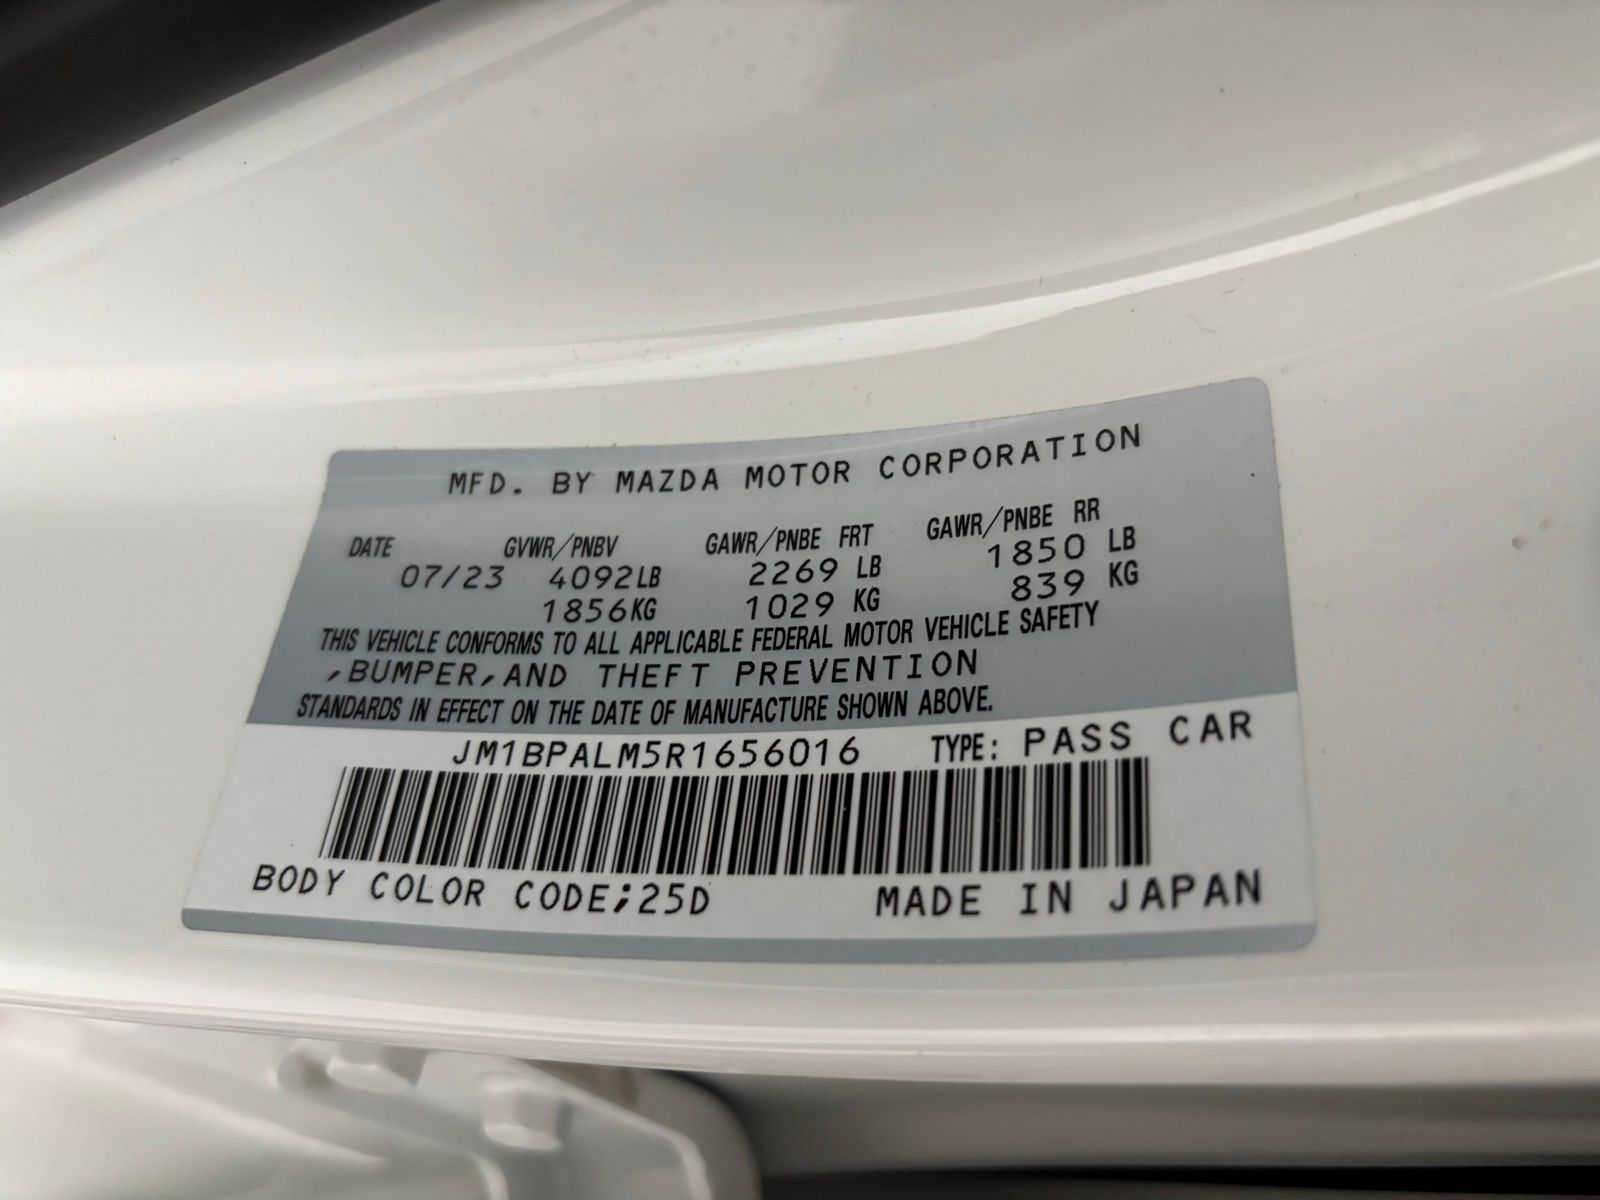 MFD. BY MAZDA MOTOR CORPORATION
DATE GVWR/PNBV GAWR/PNBE FRT GAWR/PNBE RR
07/23 4092LB 2269 LB 1850 LB
1856KG 1029 KG 839 KG
THIS VEHICLE CONFORMS TO ALL APPLICABLE FEDERAL MOTOR VEHICLE SAFETY
,BUMPER,AND THEFT PREVENTION
STANDARDS IN EFFECT ON THE DATE OF MANUFACTURE SHOWN ABOVE.
JM1BPALM5R1656016 TYPE: PASS CAR
BODY COLOR CODE;25D MADE IN JAPAN